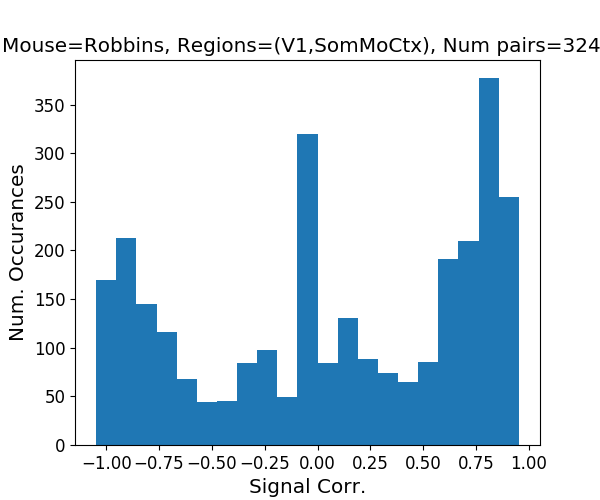 Mouse=Robbins, Regions=(V1,SomMoCtx), Num pairs=324
Num. Occurances
350
300
250
200
150
100
50
0
−1.00 −0.75 −0.50 −0.25 0.00 0.25 0.50 0.75 1.00
Signal Corr.